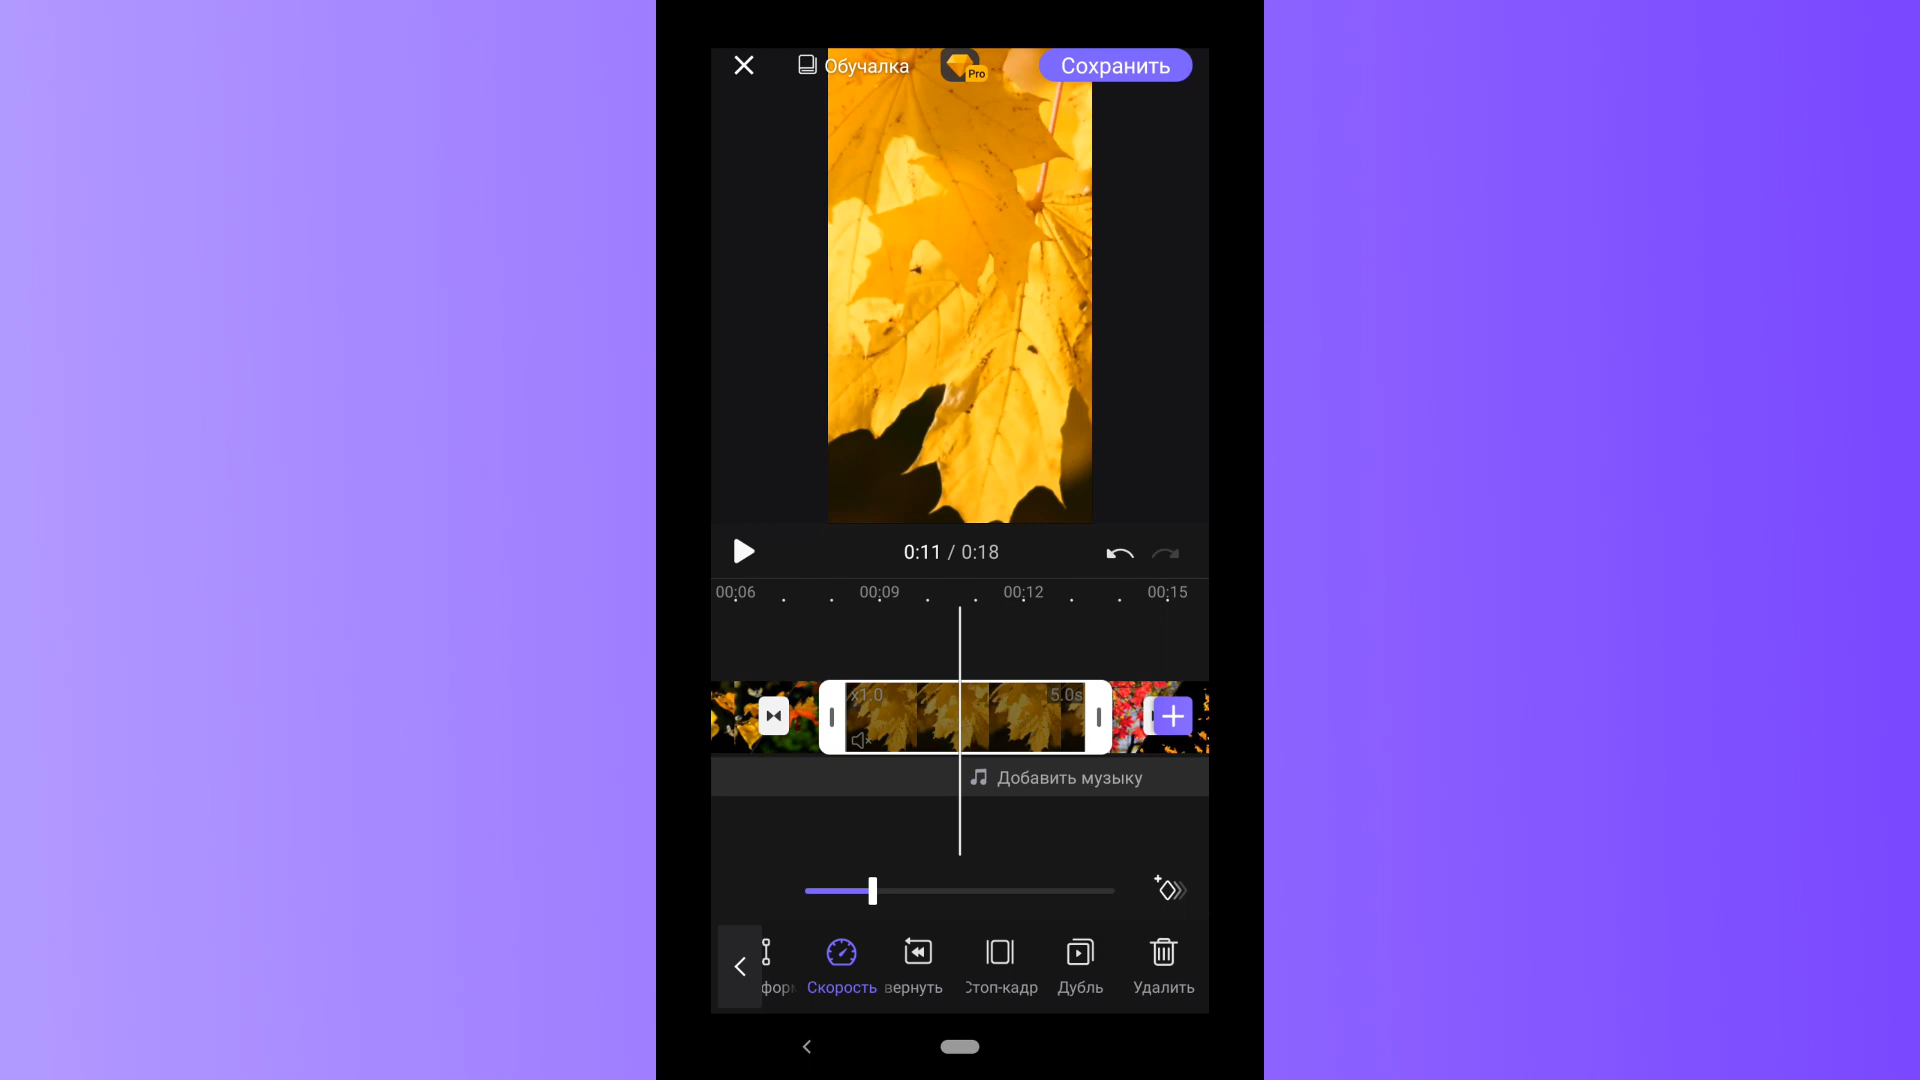 Обучалка
Pro
Сохранить
0:11 / 0:18
00:06
00:09
00:12
00:15
x1.0
5.0s
Добавить музыку
Скорость
вернуть
Стоп-кадр
Дубль
Удалить